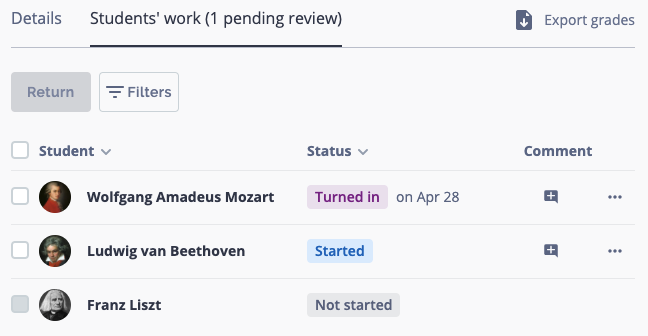 Details Students' work (1 pending review) Export grades
Return Filters
Student Status Comment
Wolfgang Amadeus Mozart Turned in on Apr 28
Ludwig van Beethoven Started
Franz Liszt Not started